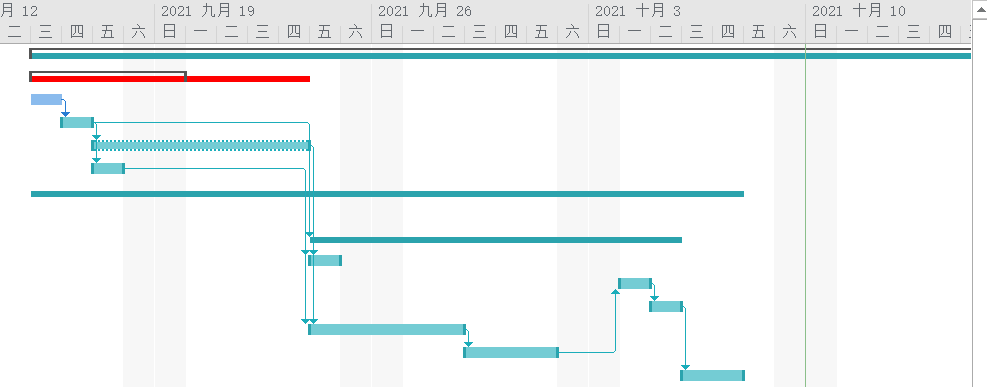 月 12 2021 九月 19 2021 九月 26 2021 十月 3 2021 十月 10
二 三 四 五 六 日 一 二 三 四 五 六 日 一 二 三 四 五 六 日 一 二 三 四 五 六 日 一 二 三 四